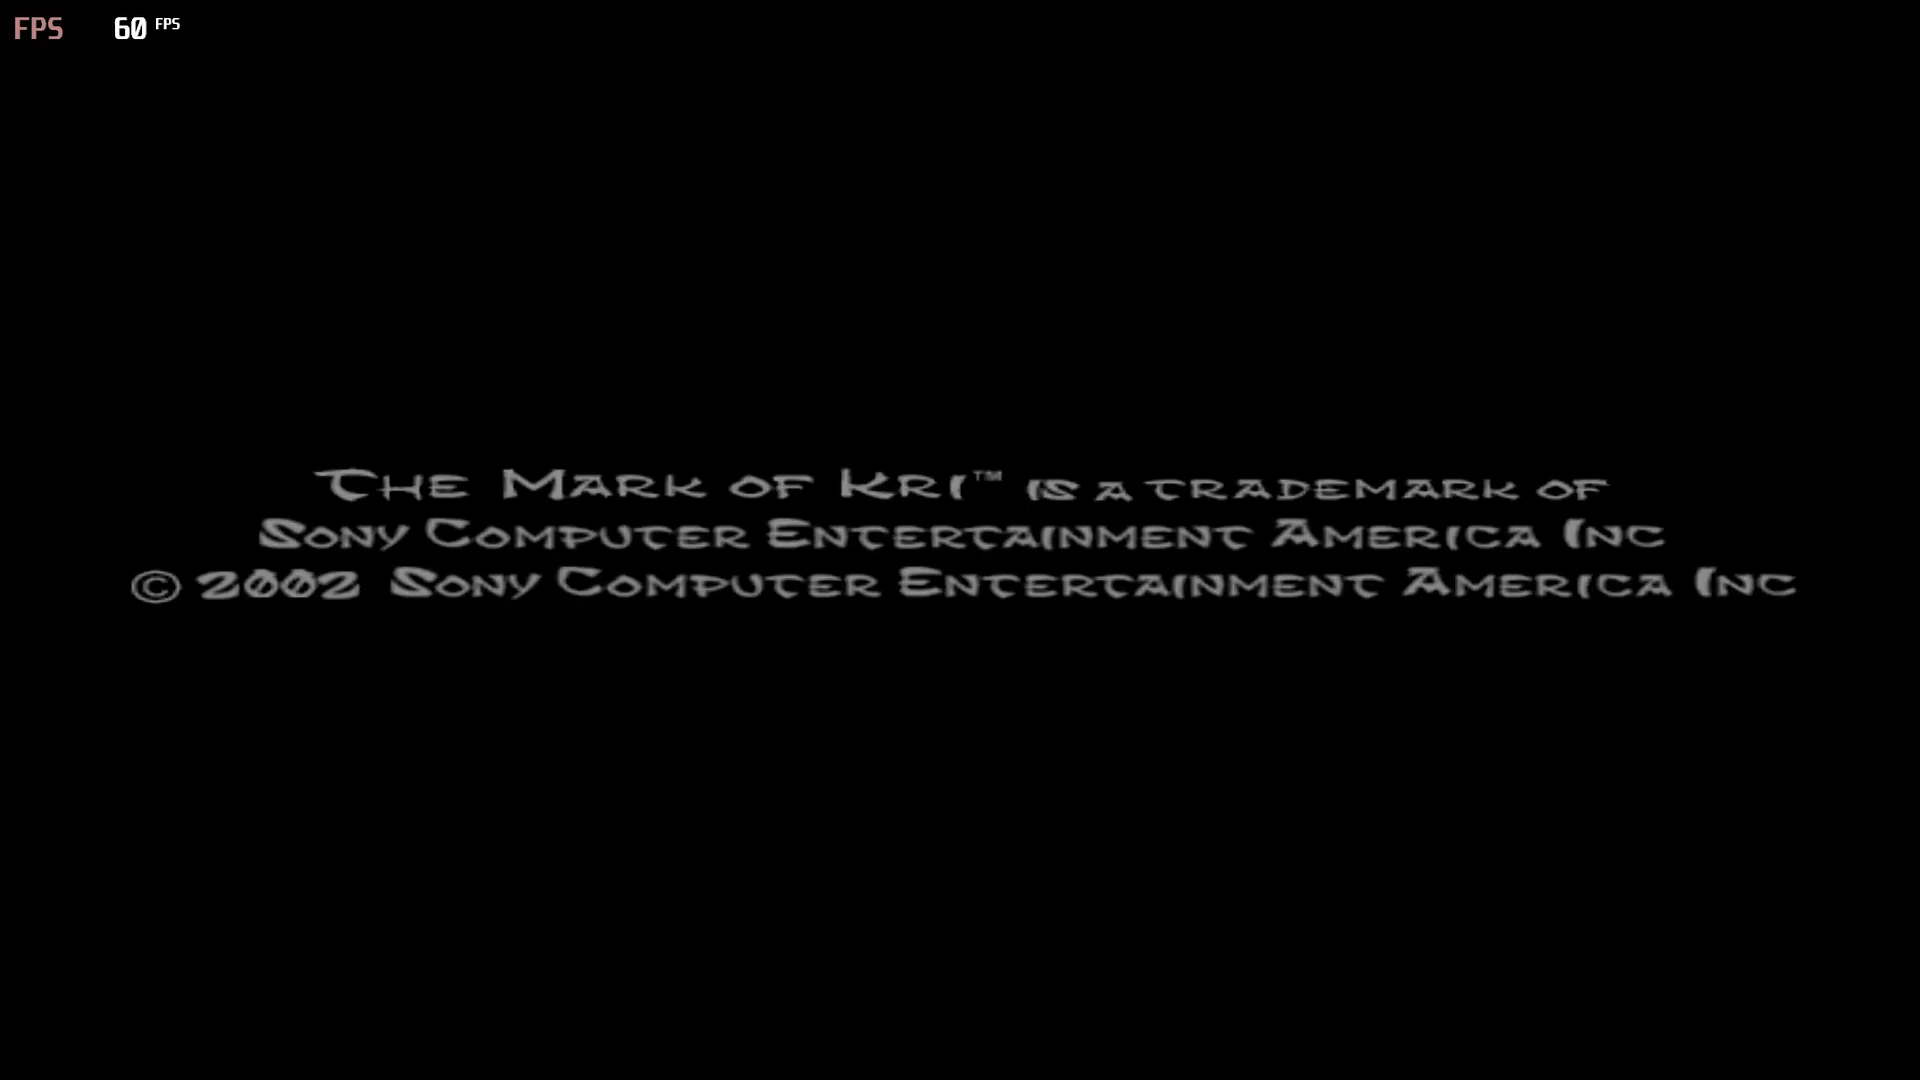 FPS 60 FPS
The Mark of Kri™ is a trademark of
Sony Computer Entertainment America Inc
© 2002 Sony Computer Entertainment America Inc